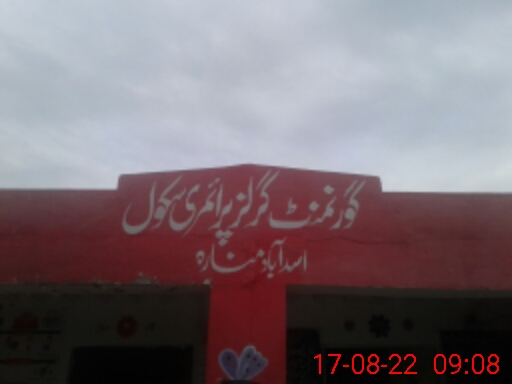 گورنمنٹ گرلز پرائمری سکول
اسد آباد منارہ
17-08-22 09:08